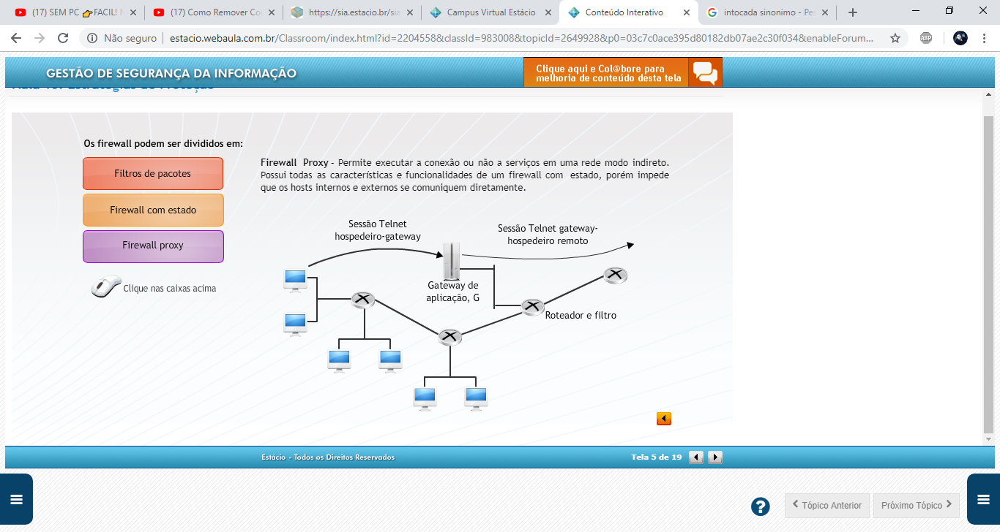 (17) SEM PC 👉FACIL!
(17) Como Remover Co
https://sia.estacio.br/sia
Campus Virtual Estácio
Conteúdo Interativo
intocada sinonimo - Pe
Não seguro
estacio.webaula.com.br/Classroom/index.html?id=2204558&classId=983008&topicId=2649928&p0=03c7c0ace395d80182db07ae2c30f034&enableForum...
ABP
GESTÃO DE SEGURANÇA DA INFORMAÇÃO
Clique aqui e Col@bore para
melhoria de conteúdo desta tela
Aula 10: Estratégias de Proteção
Os firewall podem ser divididos em:
Filtros de pacotes
Firewall com estado
Firewall proxy
Clique nas caixas acima
Firewall Proxy - Permite executar a conexão ou não a serviços em uma rede modo indireto.
Possui todas as características e funcionalidades de um firewall com estado, porém impede
que os hosts internos e externos se comuniquem diretamente.
Sessão Telnet
hospedeiro-gateway
Sessão Telnet gateway-
hospedeiro remoto
Gateway de
aplicação, G
Roteador e filtro
Estácio - Todos os Direitos Reservados
Tela 5 de 19
?
Tópico Anterior
Próximo Tópico